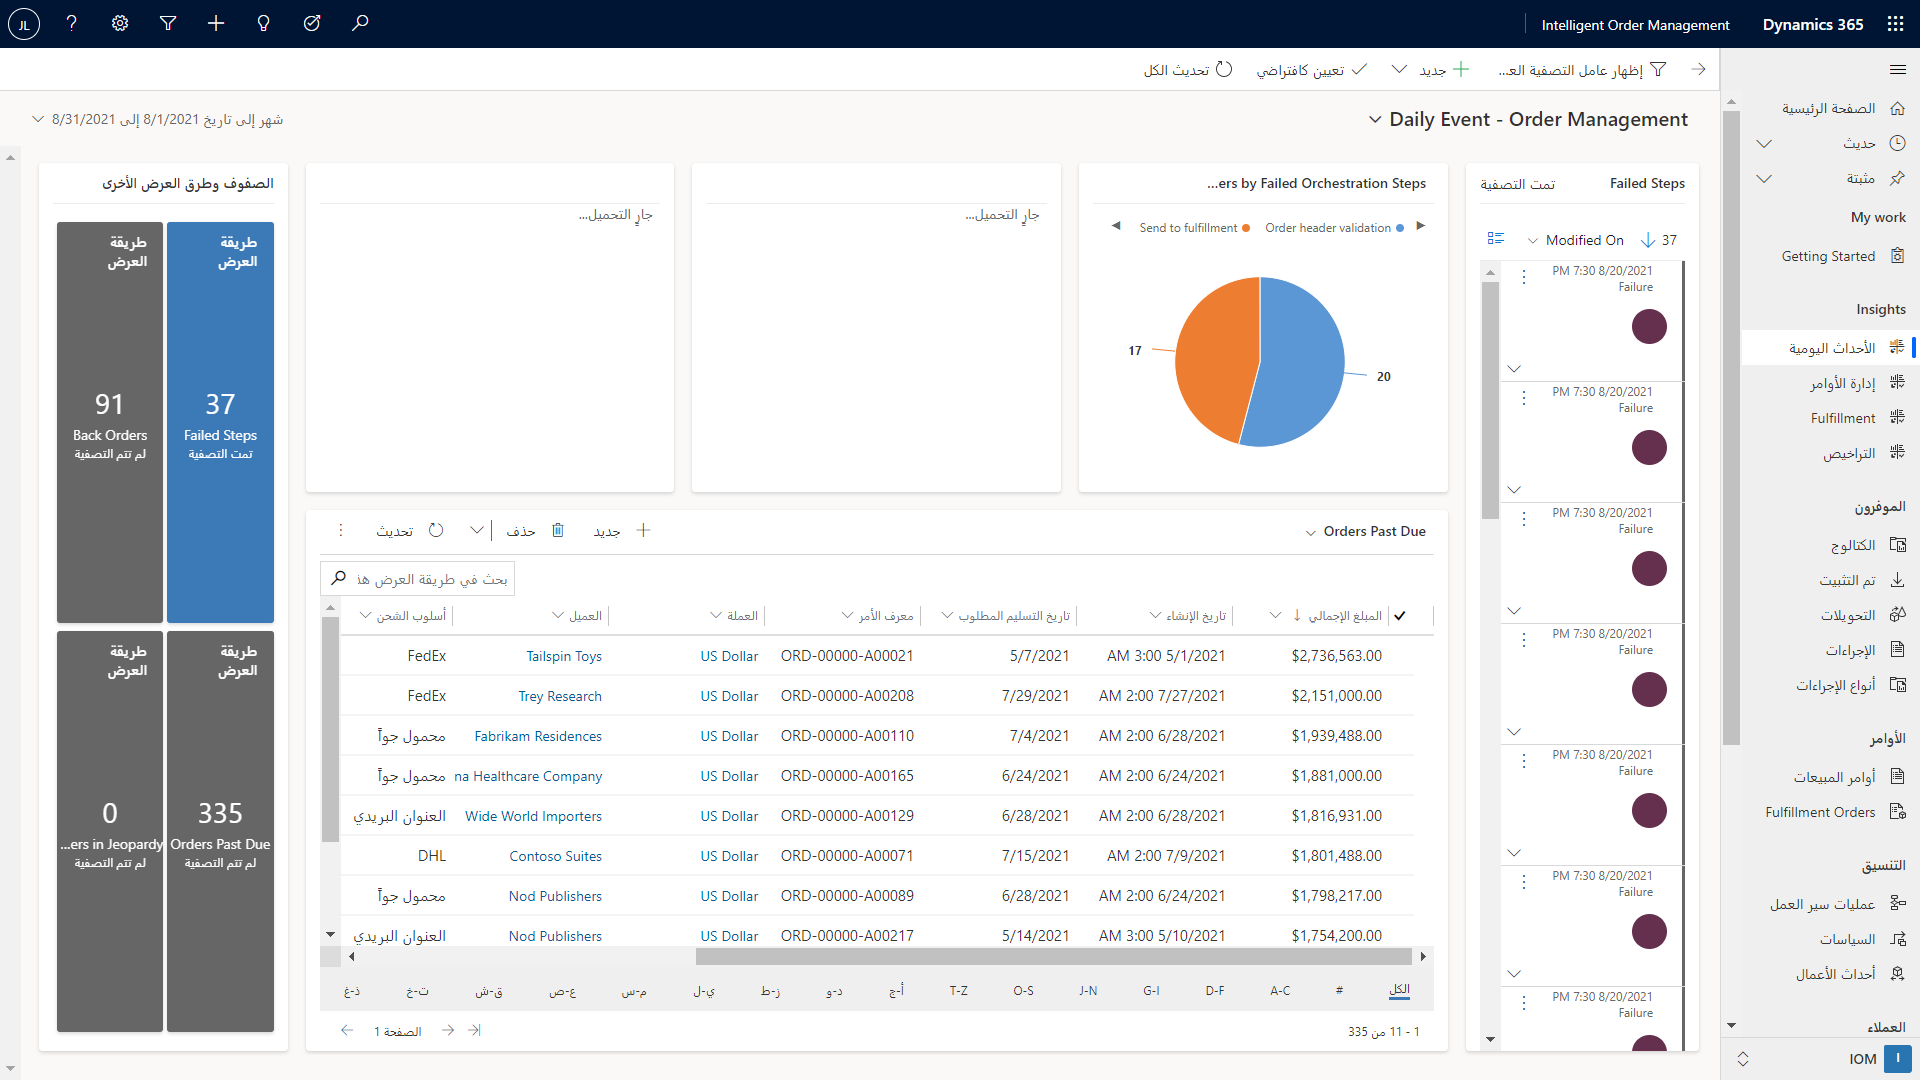 Dynamics 365
Intelligent Order Management
JL
إظهار عامل التصفية العـ...
جديد
تعيين كافتراضي
تحديث الكل
Daily Event - Order Management
شهر إلى تاريخ 8/1/2021 إلى 8/31/2021
الصفحة الرئيسية
حديث
مثبتة
My work
Getting Started
Insights
الأحداث اليومية
إدارة الأوامر
Fulfillment
التراخيص
الموفرون
الكتالوج
تم التثبيت
التحويلات
الإجراءات
أنواع الإجراءات
الأوامر
أوامر المبيعات
Fulfillment Orders
التنسيق
عمليات سير العمل
السياسات
أحداث الأعمال
العملاء
I
IOM
Failed Steps
تمت التصفية
37
Modified On
PM 7:30 8/20/2021
Failure
PM 7:30 8/20/2021
Failure
PM 7:30 8/20/2021
Failure
PM 7:30 8/20/2021
Failure
PM 7:30 8/20/2021
Failure
PM 7:30 8/20/2021
Failure
PM 7:30 8/20/2021
Failure
...ers by Failed Orchestration Steps
Order header validation
Send to fulfillment
17
20
جارٍ التحميل...
جارٍ التحميل...
الصفوف وطرق العرض الأخرى
طريقة العرض
37
Failed Steps
تمت التصفية
طريقة العرض
91
Back Orders
لم تتم التصفية
طريقة العرض
335
Orders Past Due
لم تتم التصفية
طريقة العرض
0
...ers in Jeopardy
لم تتم التصفية
Orders Past Due
جديد
حذف
تحديث
بحث في طريقة العرض هذ
المبلغ الإجمالي تاريخ الإنشاء تاريخ التسليم المطلوب معرف الأمر العملة العميل أسلوب الشحن
$2,736,563.00 AM 3:00 5/1/2021 5/7/2021 ORD-00000-A00021 US Dollar Tailspin Toys FedEx
$2,151,000.00 AM 2:00 7/27/2021 7/29/2021 ORD-00000-A00208 US Dollar Trey Research FedEx
$1,939,488.00 AM 2:00 6/28/2021 7/4/2021 ORD-00000-A00110 US Dollar Fabrikam Residences محمول جواً
$1,881,000.00 AM 2:00 6/24/2021 6/24/2021 ORD-00000-A00165 US Dollar na Healthcare Company محمول جواً
$1,816,931.00 AM 2:00 6/28/2021 6/28/2021 ORD-00000-A00129 US Dollar Wide World Importers العنوان البريدي
$1,801,488.00 AM 2:00 7/9/2021 7/15/2021 ORD-00000-A00071 US Dollar Contoso Suites DHL
$1,798,217.00 AM 2:00 6/24/2021 6/28/2021 ORD-00000-A00089 US Dollar Nod Publishers محمول جواً
$1,754,200.00 AM 3:00 5/10/2021 5/14/2021 ORD-00000-A00217 US Dollar Nod Publishers العنوان البريدي
الكل # A-C D-F G-I J-N O-S T-Z أ-ج د-و ز-ط ي-ل م-س ع-ص ق-ش ت-خ ذ-غ
1 - 11 من 335
الصفحة 1